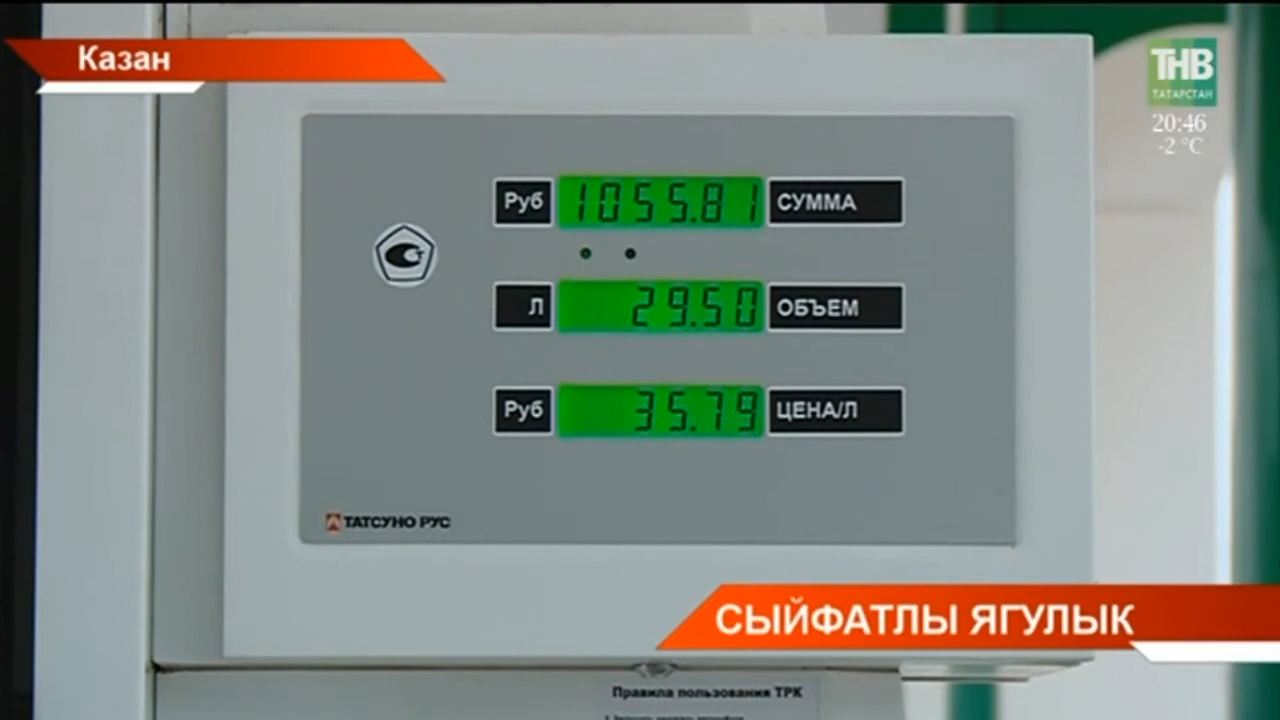 Казан
ТНВ
ТАТАРСТАН
20:46
-2 °C
Руб 1055.81 СУММА
Л 29.50 ОБЪЕМ
Руб 35.79 ЦЕНА/Л
ТАТСУНО РУС
СЫЙФАТЛЫ ЯГУЛЫК
Правила пользования ТРК